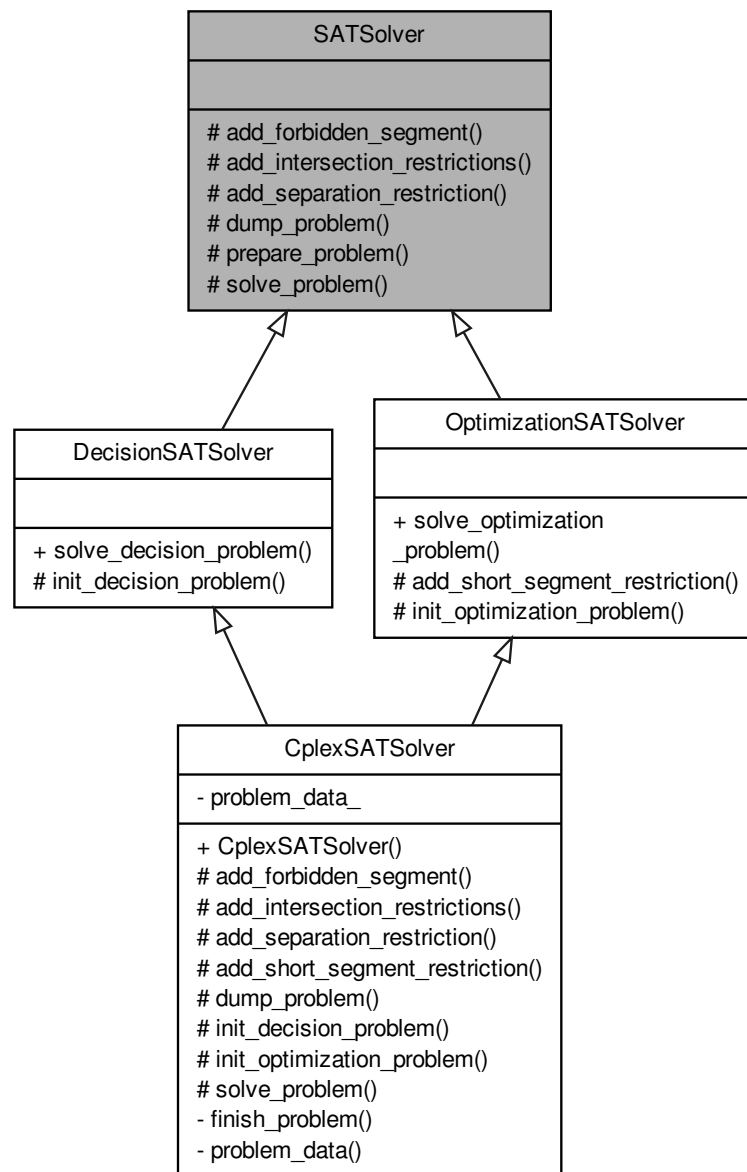 SATSolver
# add_forbidden_segment()
# add_intersection_restrictions()
# add_separation_restriction()
# dump_problem()
# prepare_problem()
# solve_problem()
DecisionSATSolver
+ solve_decision_problem()
# init_decision_problem()
OptimizationSATSolver
+ solve_optimization
_problem()
# add_short_segment_restriction()
# init_optimization_problem()
CplexSATSolver
- problem_data_
+ CplexSATSolver()
# add_forbidden_segment()
# add_intersection_restrictions()
# add_separation_restriction()
# add_short_segment_restriction()
# dump_problem()
# init_decision_problem()
# init_optimization_problem()
# solve_problem()
- finish_problem()
- problem_data()